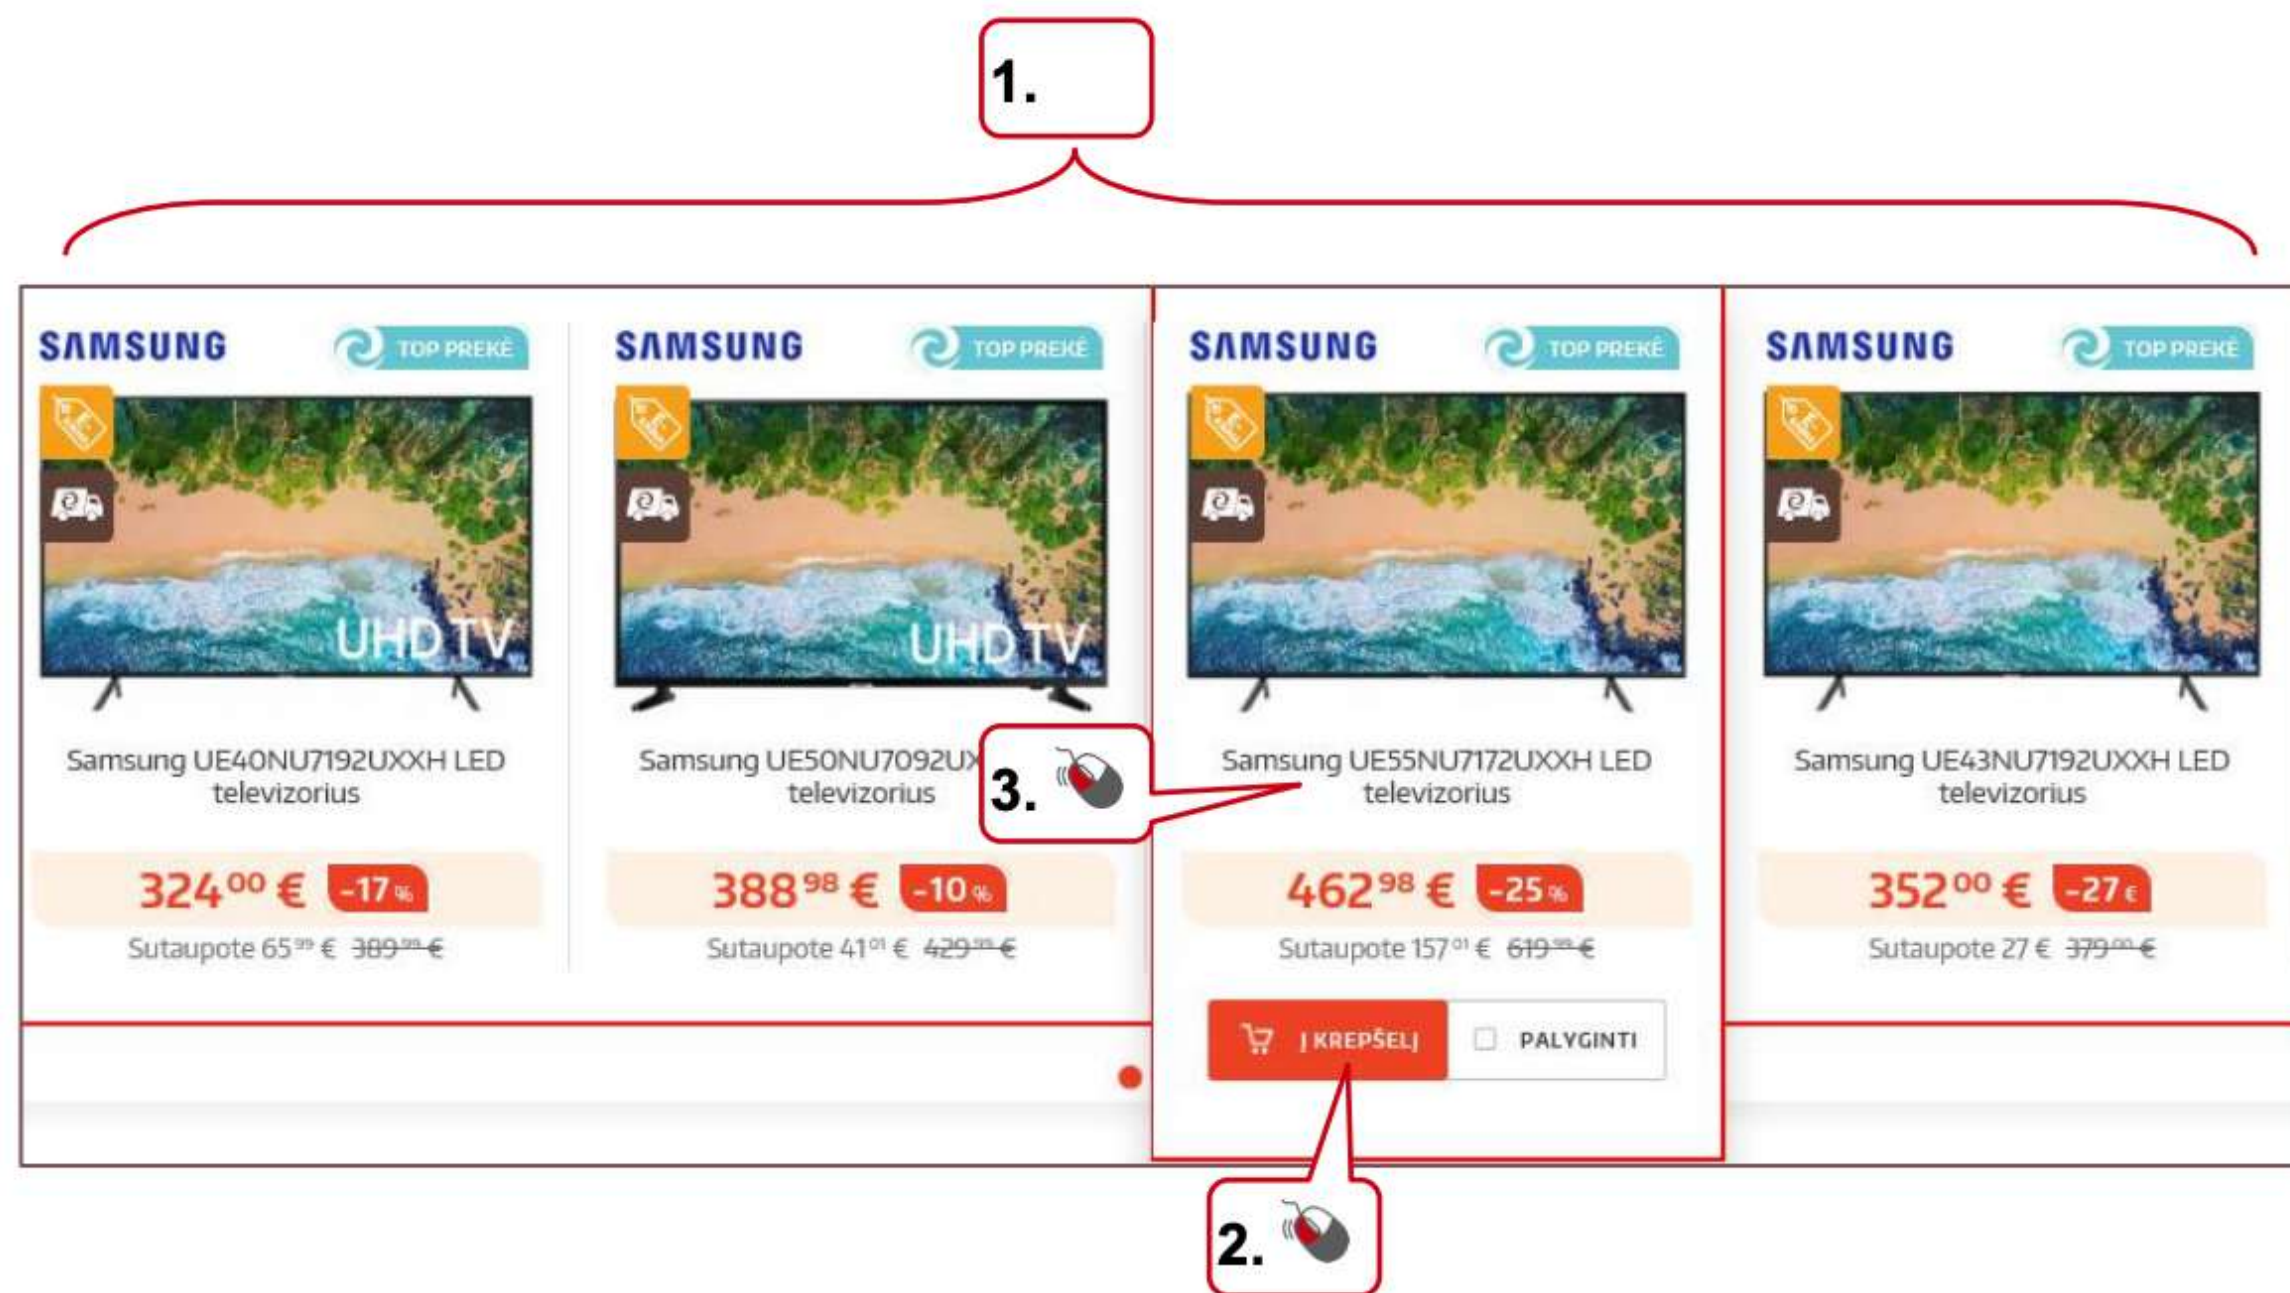 1.
SAMSUNG
TOP PREKĖ
UHD TV
Samsung UE40NU7192UXXH LED
televizorius
324⁰⁰ € -17 %
Sutaupote 65⁹⁹ € 389⁹⁹ €
SAMSUNG
TOP PREKĖ
UHD TV
Samsung UE50NU7092UX
televizorius
388⁹⁸ € -10 %
Sutaupote 41⁰¹ € 429⁹⁹ €
3.
SAMSUNG
TOP PREKĖ
Samsung UE55NU7172UXXH LED
televizorius
462⁹⁸ € -25 %
Sutaupote 157⁰¹ € 619⁹⁹ €
Į KREPŠELĮ
PALYGINTI
2.
SAMSUNG
TOP PREKĖ
Samsung UE43NU7192UXXH LED
televizorius
352⁰⁰ € -27 €
Sutaupote 27 € 379⁰⁰ €